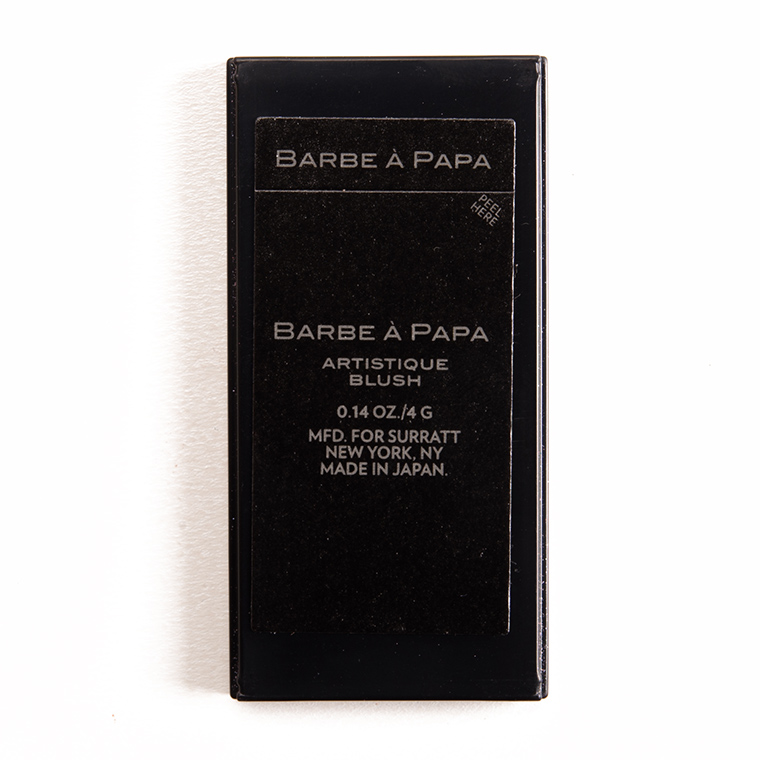 BARBE À PAPA
PEEL
HERE
BARBE À PAPA
ARTISTIQUE
BLUSH
0.14 OZ./4 G
MFD. FOR SURRATT
NEW YORK, NY
MADE IN JAPAN.